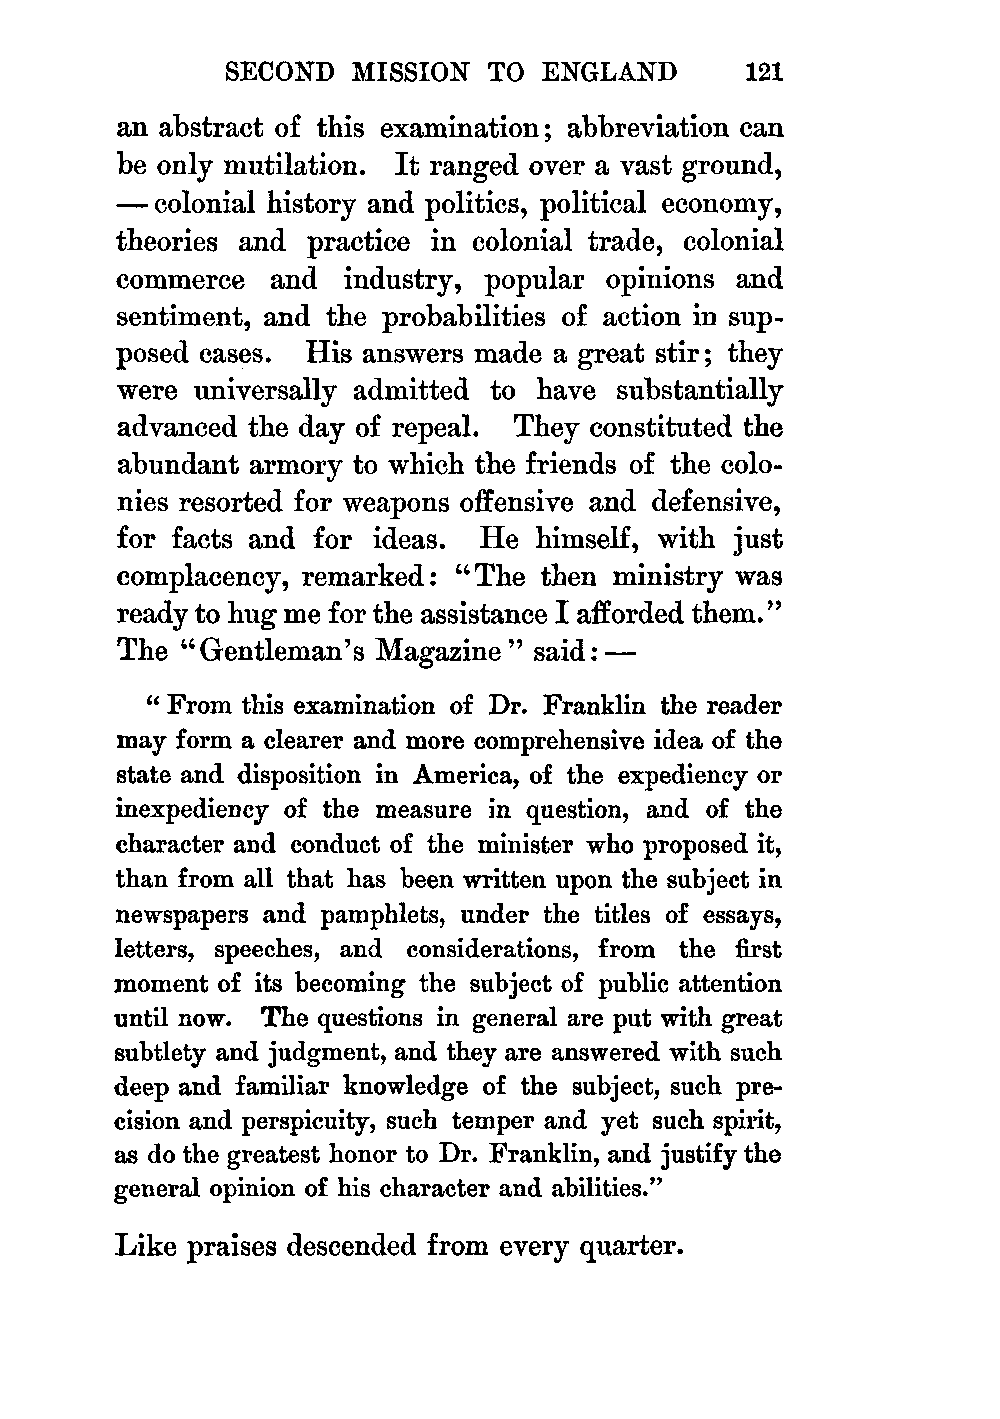 SECOND MISSION TO ENGLAND 121
an abstract of this examination; abbreviation can
be only mutilation. It ranged over a vast ground,
— colonial history and politics, political economy,
theories and practice in colonial trade, colonial
commerce and industry, popular opinions and
sentiment, and the probabilities of action in sup-
posed cases. His answers made a great stir; they
were universally admitted to have substantially
advanced the day of repeal. They constituted the
abundant armory to which the friends of the colo-
nies resorted for weapons offensive and defensive,
for facts and for ideas. He himself, with just
complacency, remarked: “The then ministry was
ready to hug me for the assistance I afforded them.”
The “Gentleman’s Magazine” said: —
“ From this examination of Dr. Franklin the reader
may form a clearer and more comprehensive idea of the
state and disposition in America, of the expediency or
inexpediency of the measure in question, and of the
character and conduct of the minister who proposed it,
than from all that has been written upon the subject in
newspapers and pamphlets, under the titles of essays,
letters, speeches, and considerations, from the first
moment of its becoming the subject of public attention
until now. The questions in general are put with great
subtlety and judgment, and they are answered with such
deep and familiar knowledge of the subject, such pre-
cision and perspicuity, such temper and yet such spirit,
as do the greatest honor to Dr. Franklin, and justify the
general opinion of his character and abilities.”
Like praises descended from every quarter.